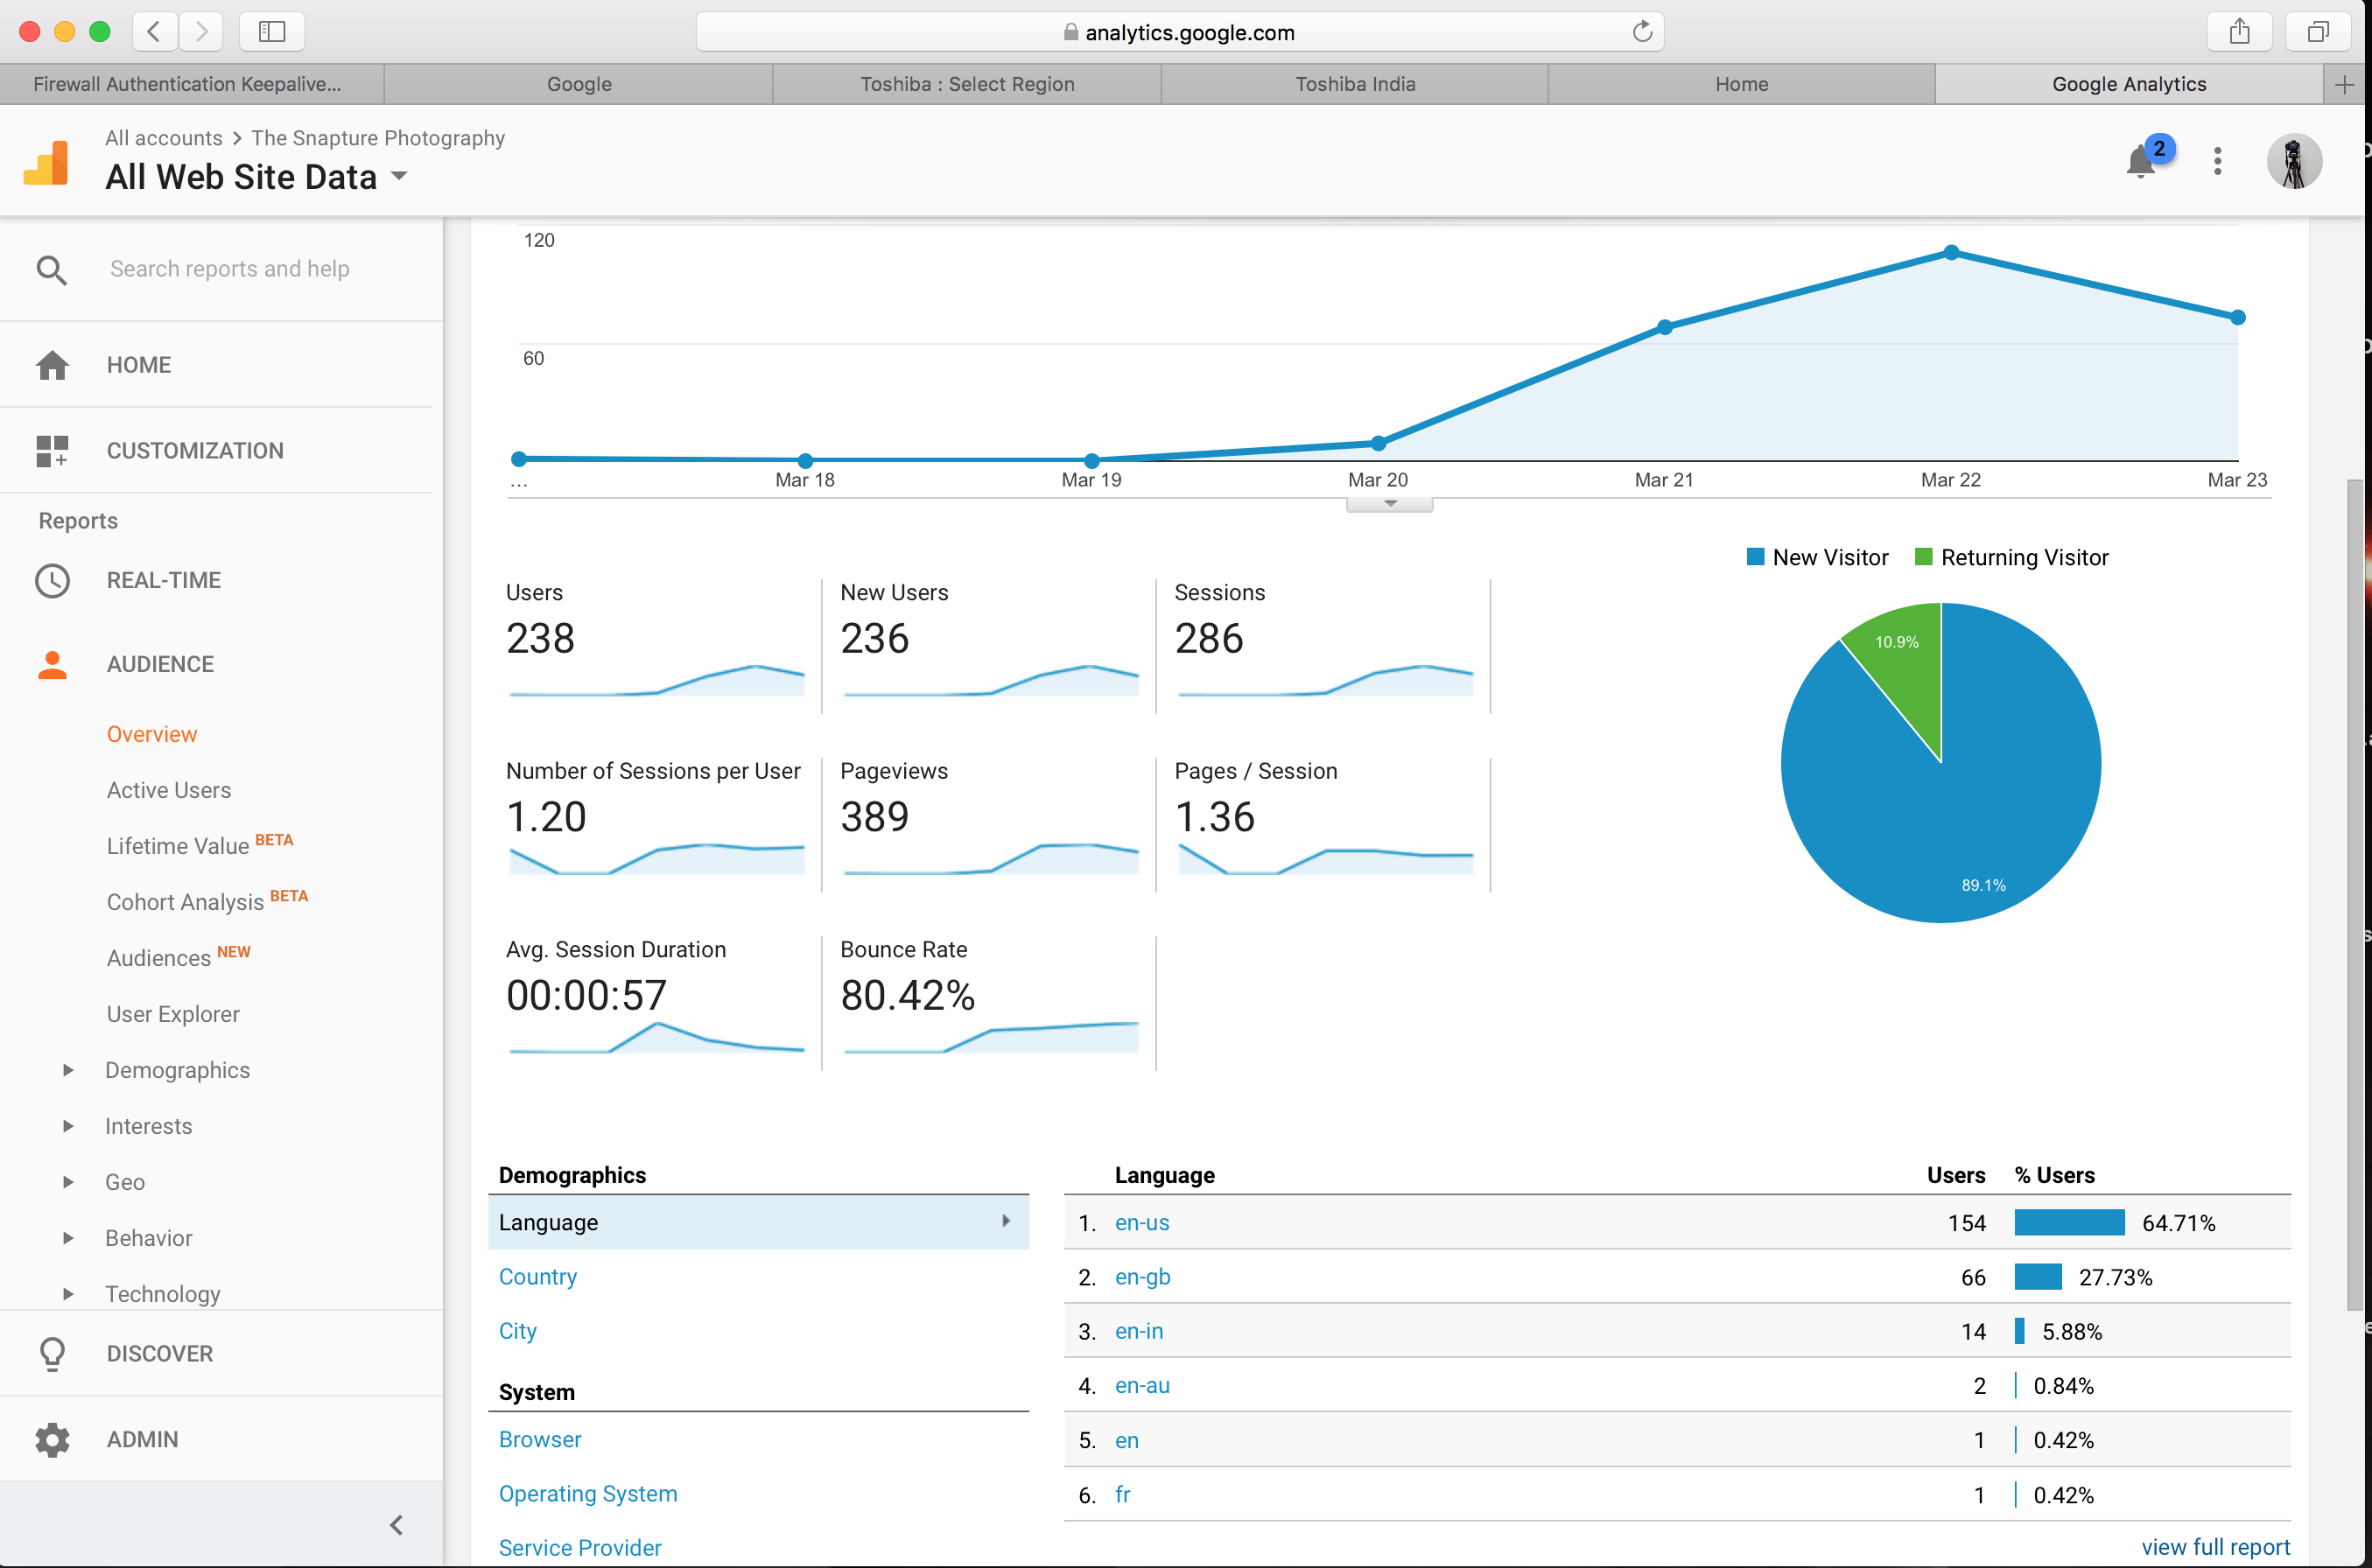 analytics.google.com
Firewall Authentication Keepalive...
Google
Toshiba : Select Region
Toshiba India
Home
Google Analytics
All accounts > The Snapture Photography
All Web Site Data
2
Search reports and help
HOME
CUSTOMIZATION
Reports
REAL-TIME
AUDIENCE
Overview
Active Users
Lifetime Value BETA
Cohort Analysis BETA
Audiences NEW
User Explorer
Demographics
Interests
Geo
Behavior
Technology
DISCOVER
ADMIN
120
60
... Mar 18 Mar 19 Mar 20 Mar 21 Mar 22 Mar 23
Users
238
New Users
236
Sessions
286
Number of Sessions per User
1.20
Pageviews
389
Pages / Session
1.36
Avg. Session Duration
00:00:57
Bounce Rate
80.42%
New Visitor Returning Visitor
10.9%
89.1%
Demographics
Language
Country
City
System
Browser
Operating System
Service Provider
Language Users % Users
1. en-us 154 64.71%
2. en-gb 66 27.73%
3. en-in 14 5.88%
4. en-au 2 0.84%
5. en 1 0.42%
6. fr 1 0.42%
view full report